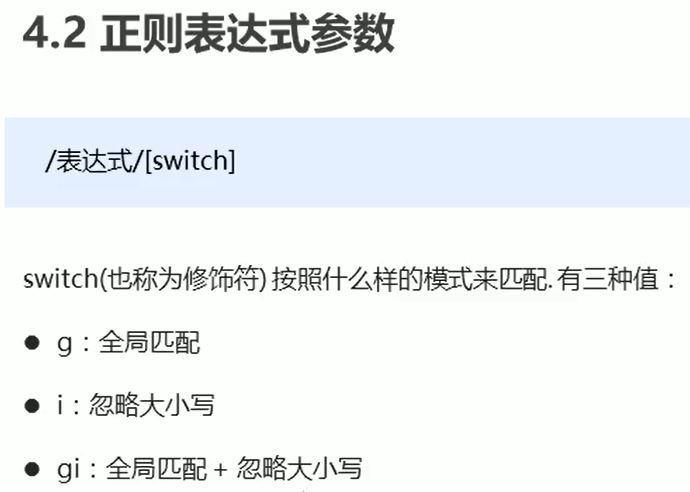 4.2 正则表达式参数
/表达式/[switch]
switch(也称为修饰符) 按照什么样的模式来匹配. 有三种值：
● g：全局匹配
● i：忽略大小写
● gi：全局匹配 + 忽略大小写